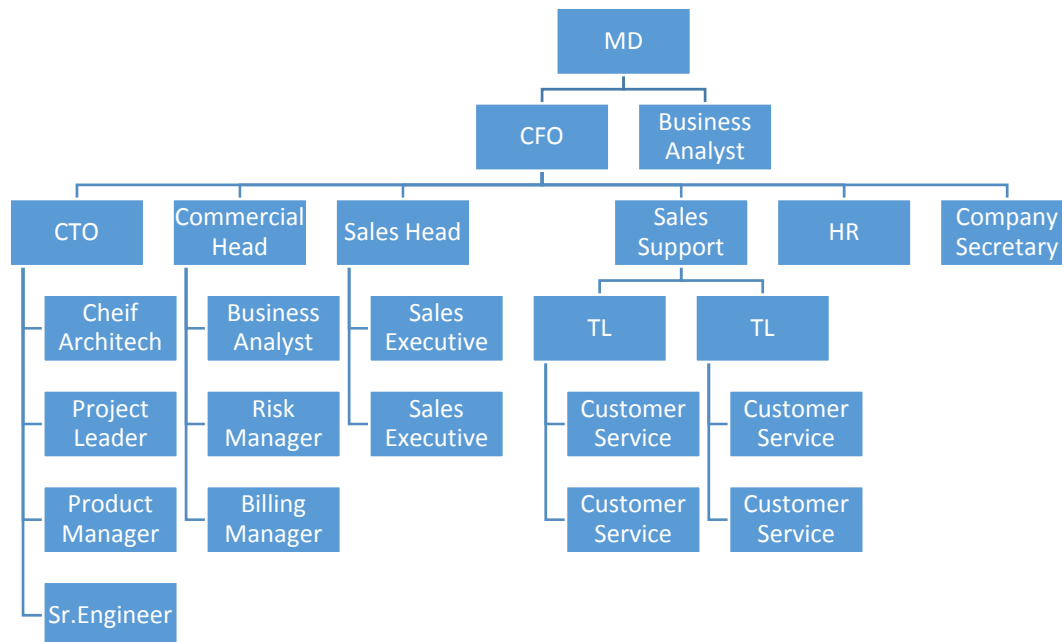 MD
CFO
Business
Analyst
CTO
Commercial
Head
Sales Head
Sales
Support
HR
Company
Secretary
Cheif
Architech
Business
Analyst
Sales
Executive
TL
TL
Project
Leader
Risk
Manager
Sales
Executive
Customer
Service
Customer
Service
Product
Manager
Billing
Manager
Customer
Service
Customer
Service
Sr.Engineer